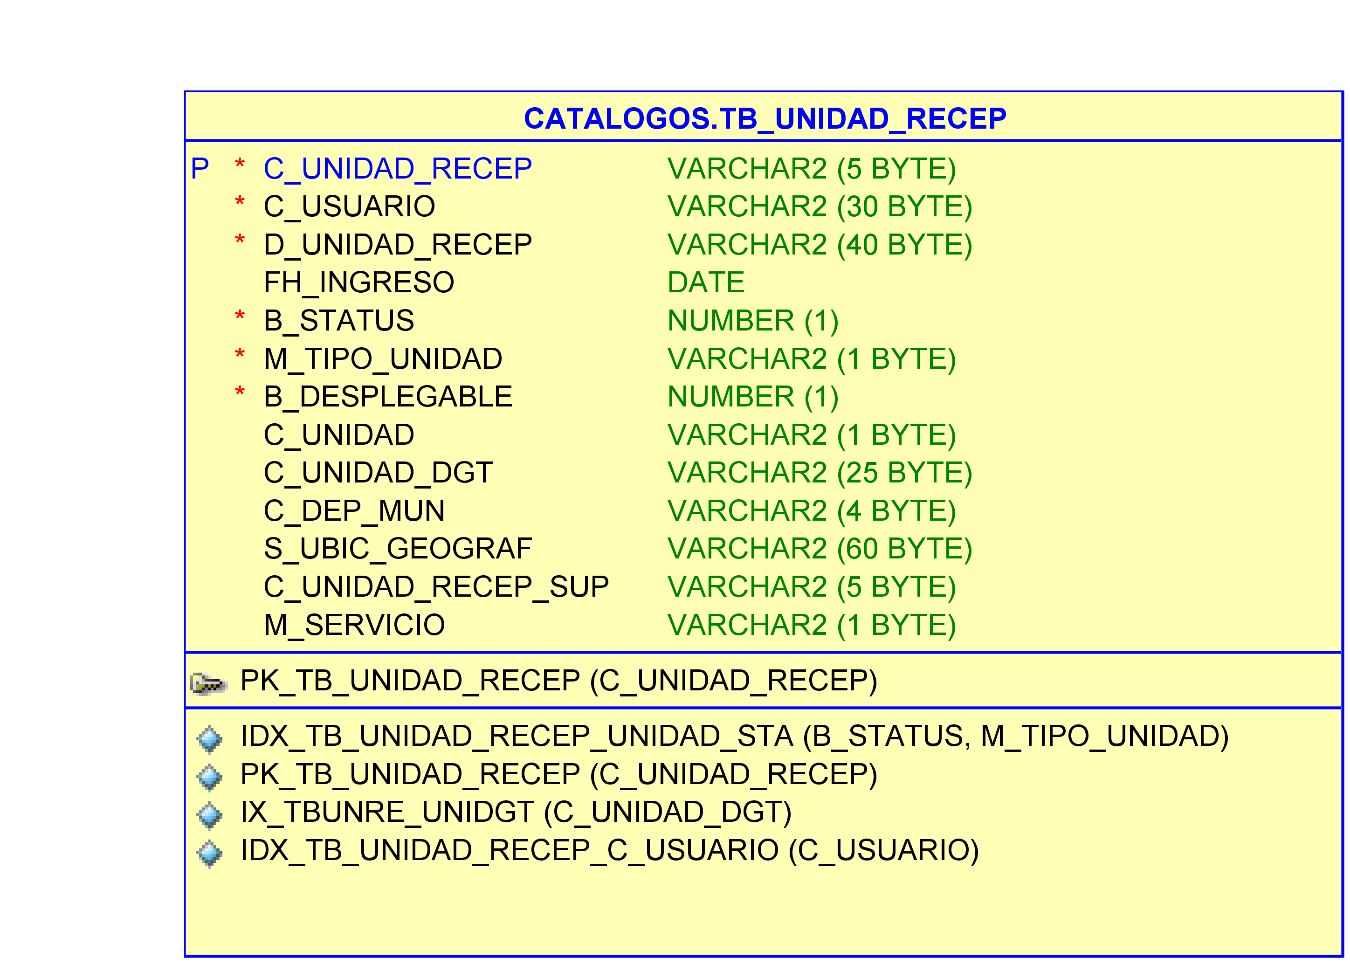 CATALOGOS.TB_UNIDAD_RECEP
P * C_UNIDAD_RECEP VARCHAR2 (5 BYTE)
* C_USUARIO VARCHAR2 (30 BYTE)
* D_UNIDAD_RECEP VARCHAR2 (40 BYTE)
FH_INGRESO DATE
* B_STATUS NUMBER (1)
* M_TIPO_UNIDAD VARCHAR2 (1 BYTE)
* B_DESPLEGABLE NUMBER (1)
C_UNIDAD VARCHAR2 (1 BYTE)
C_UNIDAD_DGT VARCHAR2 (25 BYTE)
C_DEP_MUN VARCHAR2 (4 BYTE)
S_UBIC_GEOGRAF VARCHAR2 (60 BYTE)
C_UNIDAD_RECEP_SUP VARCHAR2 (5 BYTE)
M_SERVICIO VARCHAR2 (1 BYTE)
PK_TB_UNIDAD_RECEP (C_UNIDAD_RECEP)
IDX_TB_UNIDAD_RECEP_UNIDAD_STA (B_STATUS, M_TIPO_UNIDAD)
PK_TB_UNIDAD_RECEP (C_UNIDAD_RECEP)
IX_TBUNRE_UNIDGT (C_UNIDAD_DGT)
IDX_TB_UNIDAD_RECEP_C_USUARIO (C_USUARIO)